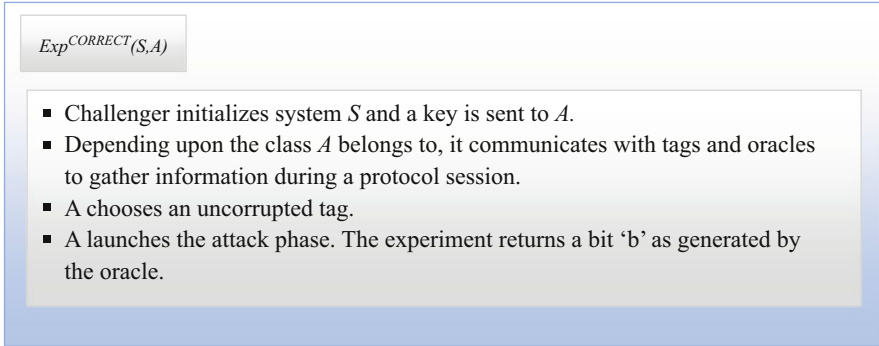 Exp^CORRECT(S,A)
▪ Challenger initializes system S and a key is sent to A.
▪ Depending upon the class A belongs to, it communicates with tags and oracles
to gather information during a protocol session.
▪ A chooses an uncorrupted tag.
▪ A launches the attack phase. The experiment returns a bit ‘b’ as generated by
the oracle.